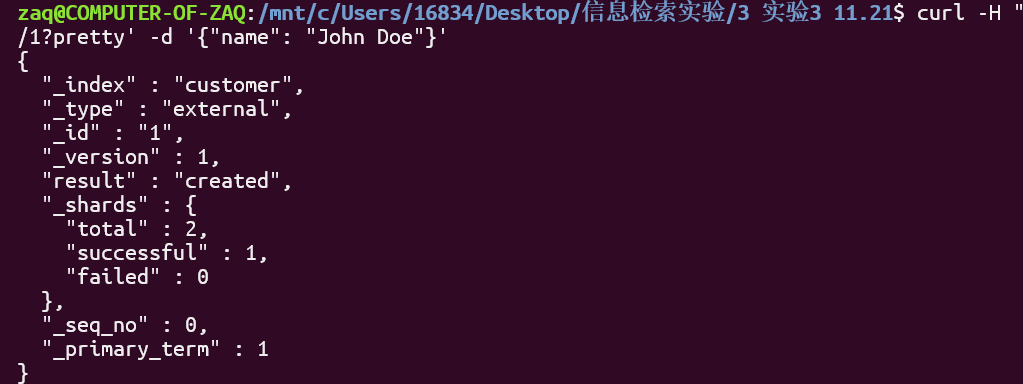 zaq@COMPUTER-OF-ZAQ:/mnt/c/Users/16834/Desktop/信息检索实验/3 实验3 11.21$ curl -H "
/1?pretty' -d '{"name": "John Doe"}'
{
  "_index" : "customer",
  "_type" : "external",
  "_id" : "1",
  "_version" : 1,
  "result" : "created",
  "_shards" : {
    "total" : 2,
    "successful" : 1,
    "failed" : 0
  },
  "_seq_no" : 0,
  "_primary_term" : 1
}